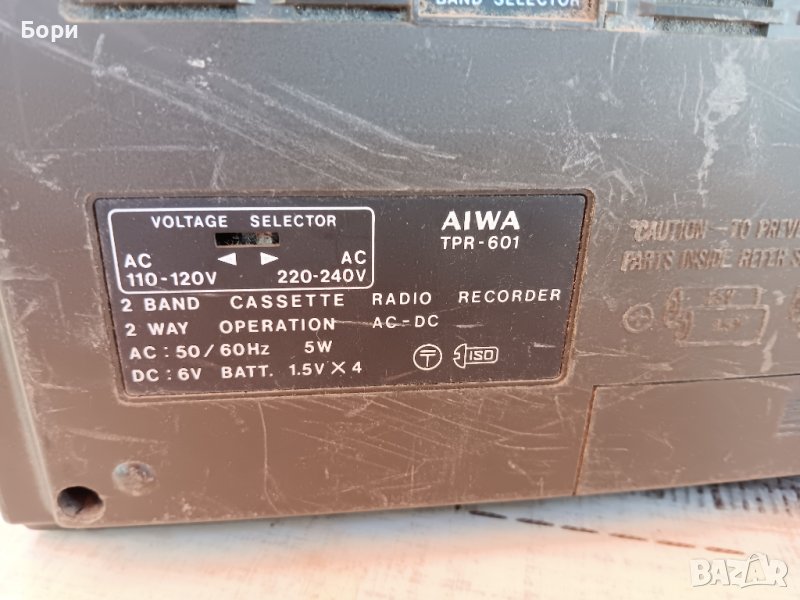 Бори
BAND SELECTOR
VOLTAGE SELECTOR
AC ◄ ► AC
110-120V 220-240V
AIWA
TPR-601
2 BAND CASSETTE RADIO RECORDER
2 WAY OPERATION AC-DC
AC: 50/60Hz 5W
DC: 6V BATT. 1.5V×4
ISO
CAUTION - TO
PARTS INSIDE REFER
BAZAR